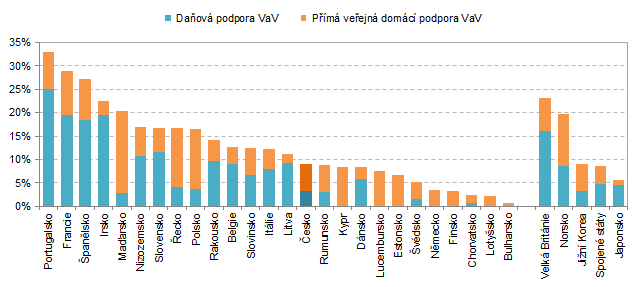 Daňová podpora VaV
Přímá veřejná domácí podpora VaV
35%
30%
25%
20%
15%
10%
5%
0%
Portugalsko
Francie
Španělsko
Irsko
Maďarsko
Nizozemsko
Slovensko
Řecko
Polsko
Rakousko
Belgie
Slovinsko
Itálie
Litva
Česko
Rumunsko
Kypr
Dánsko
Lucembursko
Estonsko
Švédsko
Německo
Finsko
Chorvatsko
Lotyšsko
Bulharsko
Velká Brittánie
Norsko
Jižní Korea
Spojené státy
Japonsko